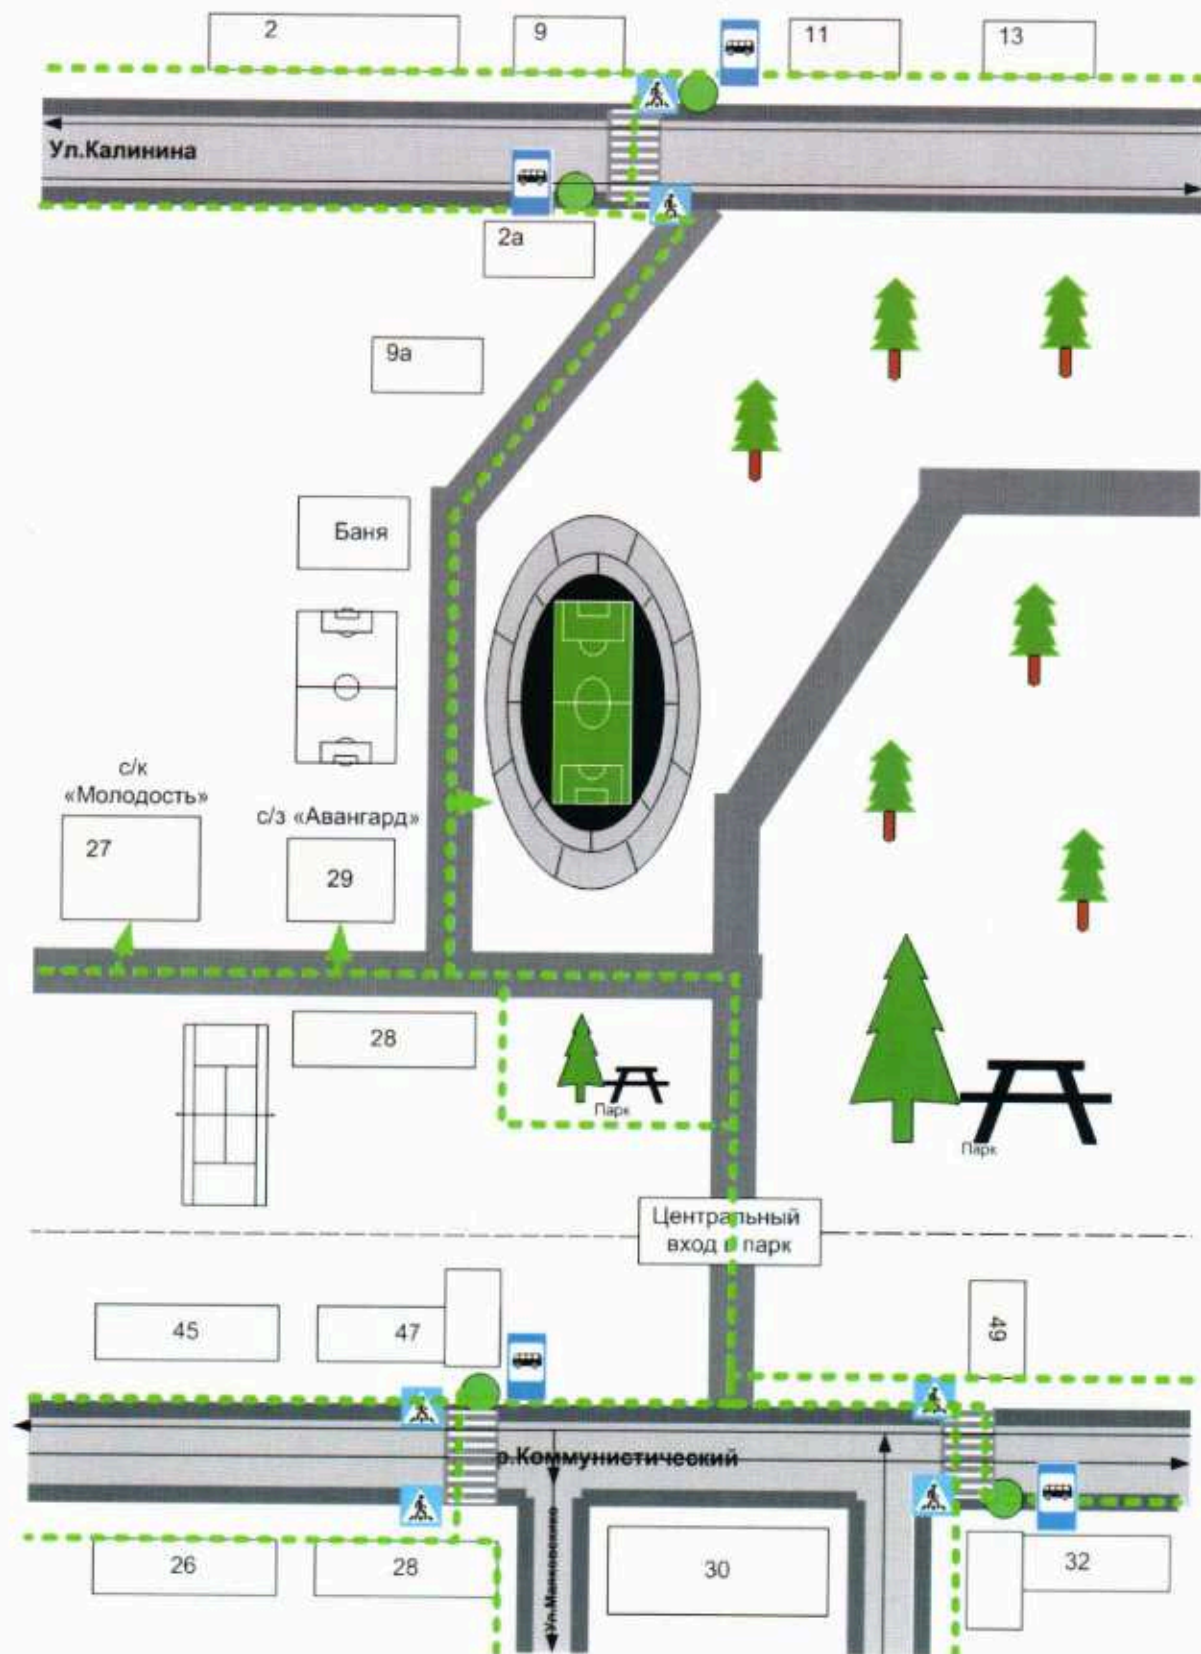 2
9
11
13
Ул.Калинина
2а
9а
Баня
с/к
«Молодость»
с/з «Авангард»
27
29
28
Парк
Парк
Центральный
вход в парк
45
47
49
р.Коммунистический
Ул.Маяковского
26
28
30
32